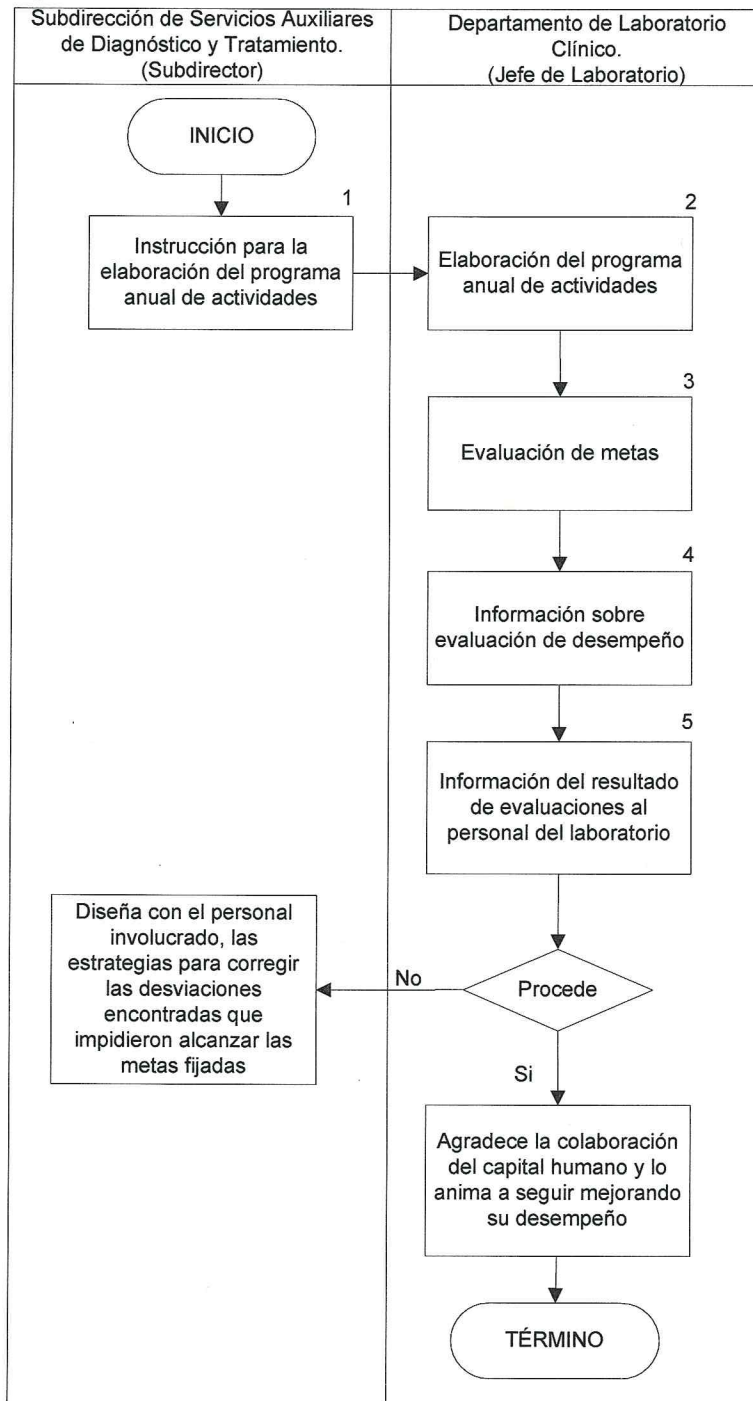 Subdirección de Servicios Auxiliares
de Diagnóstico y Tratamiento.
(Subdirector)
Departamento de Laboratorio
Clínico.
(Jefe de Laboratorio)
INICIO
1
Instrucción para la
elaboración del programa
anual de actividades
2
Elaboración del programa
anual de actividades
3
Evaluación de metas
4
Información sobre
evaluación de desempeño
5
Información del resultado
de evaluaciones al
personal del laboratorio
Procede
No
Diseña con el personal
involucrado, las
estrategias para corregir
las desviaciones
encontradas que
impidieron alcanzar las
metas fijadas
Si
Agradece la colaboración
del capital humano y lo
anima a seguir mejorando
su desempeño
TÉRMINO